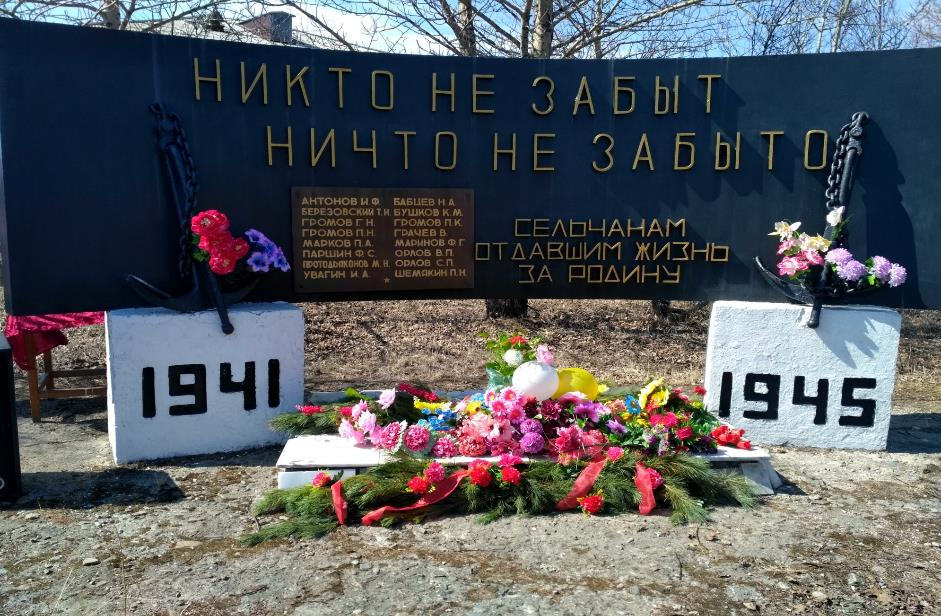 НИКТО НЕ ЗАБЫТ
НИЧТО НЕ ЗАБЫТО
АНТОНОВ И.Ф.
БЕРЕЗОВСКИЙ Т.И.
ГРОМОВ Г.Н.
ГРОМОВ П.Н.
МАРКОВ П.А.
ПАРШИН Ф.С.
ПРОТОДЬЯКОНОВ М.Н.
УВАГИН И.А.
БАБЦЕВ Н.А.
БУШКОВ К.М.
ГРОМОВ П.К.
ГРАЧЕВ В.
МАРИНОВ Ф.Г.
ОРЛОВ В.П.
ОРЛОВ С.П.
ШЕМЯКИН П.Н.
СЕЛЬЧАНАМ
ОТДАВШИМ ЖИЗНЬ
ЗА РОДИНУ
1941
1945